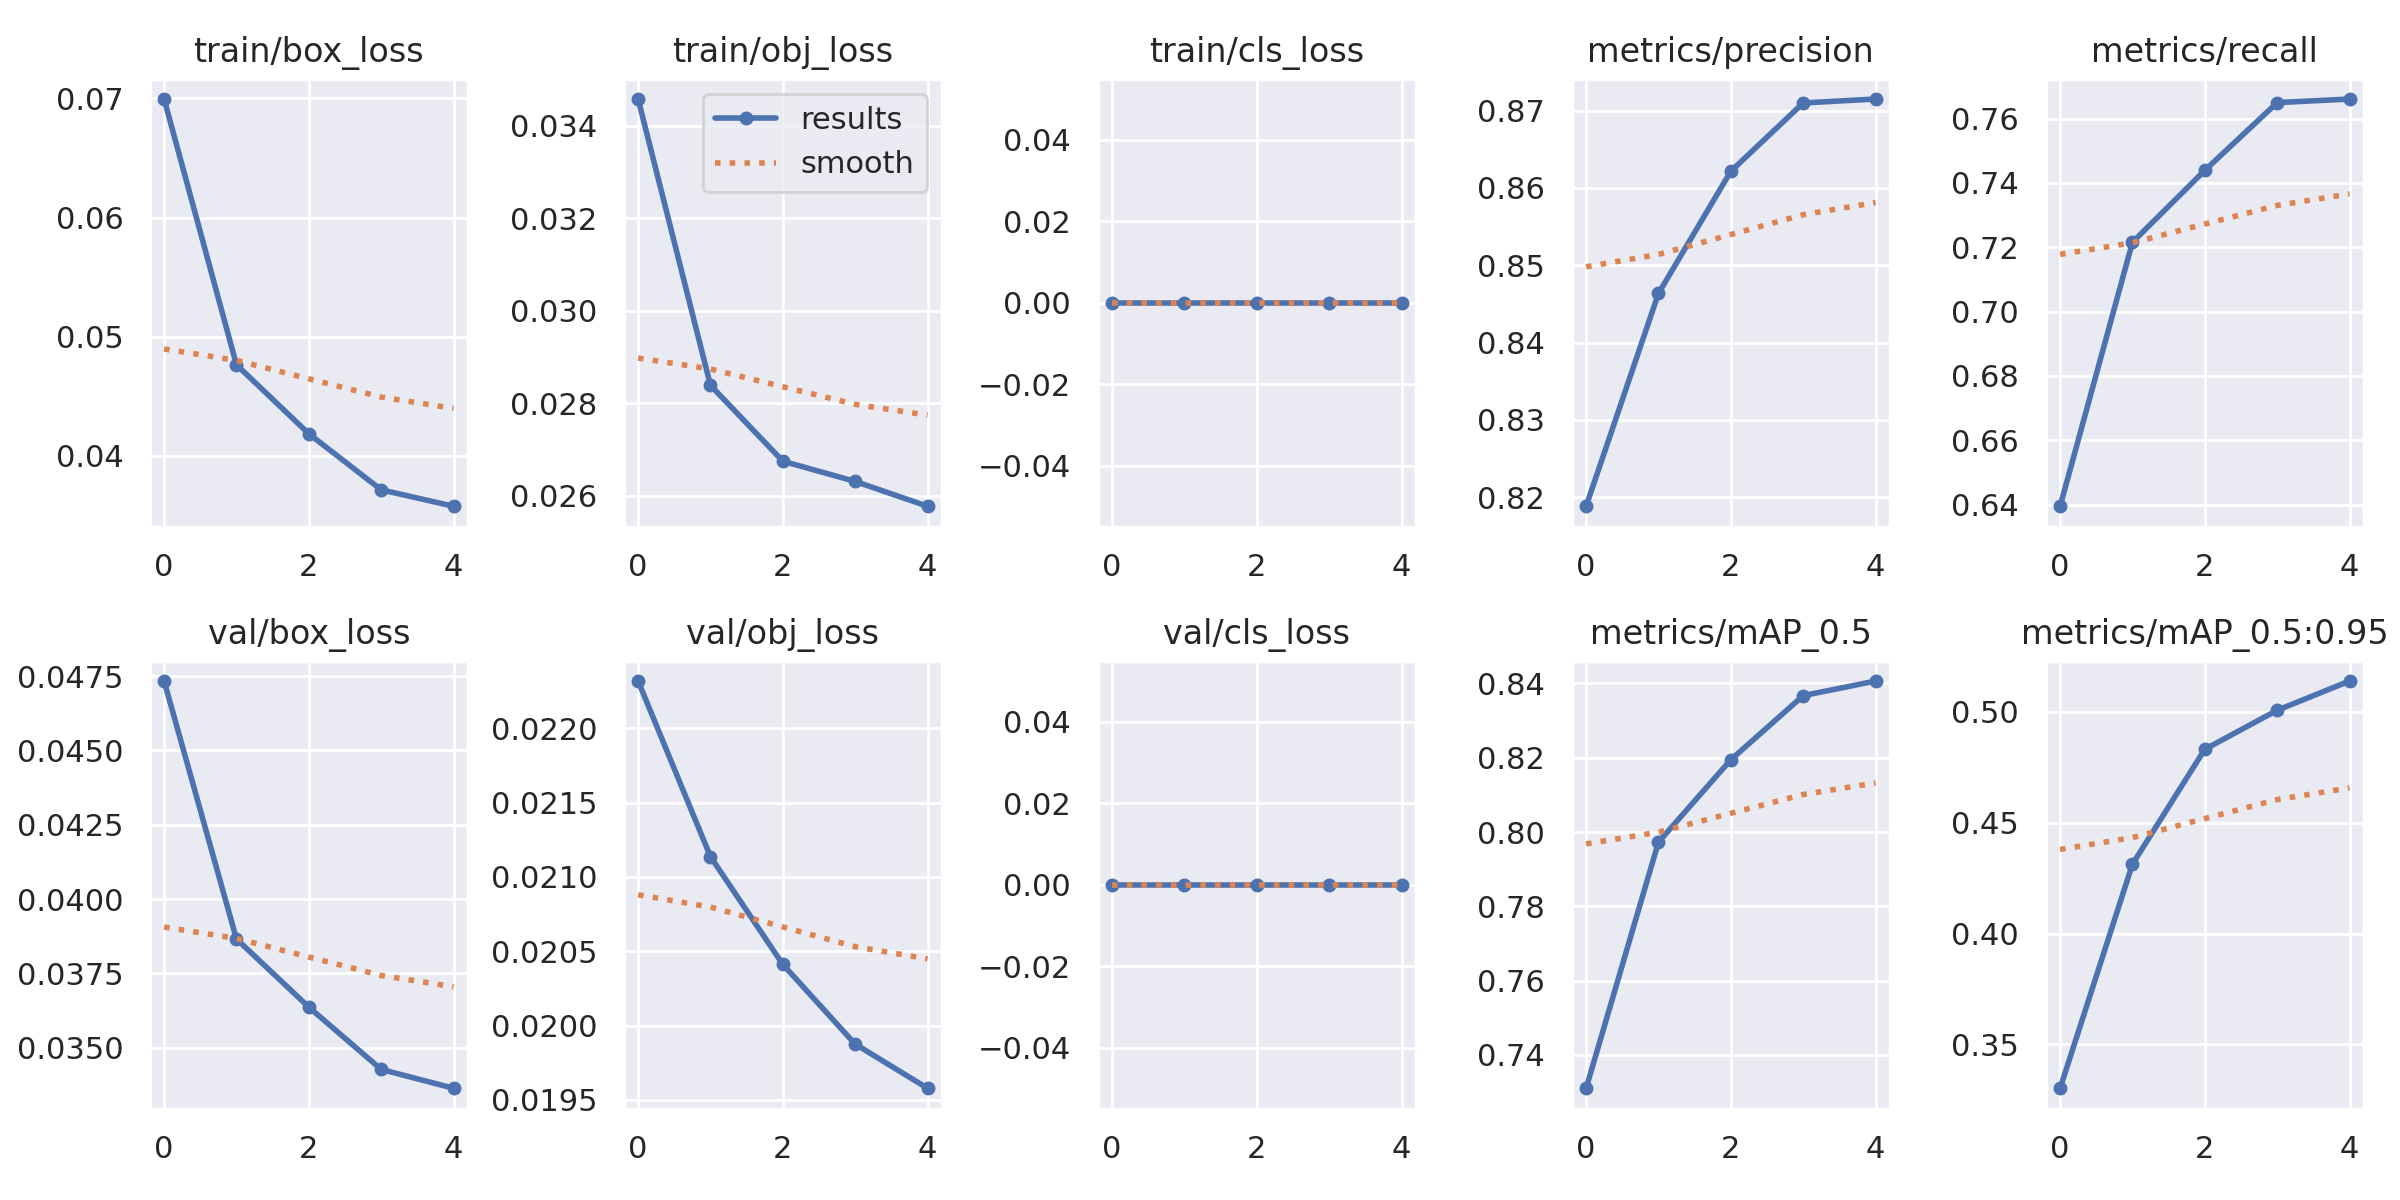 train/box_loss
0.07
0.06
0.05
0.04
0 2 4
train/obj_loss
results
smooth
0.034
0.032
0.030
0.028
0.026
0 2 4
train/cls_loss
0.04
0.02
0.00
−0.02
−0.04
0 2 4
metrics/precision
0.87
0.86
0.85
0.84
0.83
0.82
0 2 4
metrics/recall
0.76
0.74
0.72
0.70
0.68
0.66
0.64
0 2 4
val/box_loss
0.0475
0.0450
0.0425
0.0400
0.0375
0.0350
0 2 4
val/obj_loss
0.0220
0.0215
0.0210
0.0205
0.0200
0.0195
0 2 4
val/cls_loss
0.04
0.02
0.00
−0.02
−0.04
0 2 4
metrics/mAP_0.5
0.84
0.82
0.80
0.78
0.76
0.74
0 2 4
metrics/mAP_0.5:0.95
0.50
0.45
0.40
0.35
0 2 4